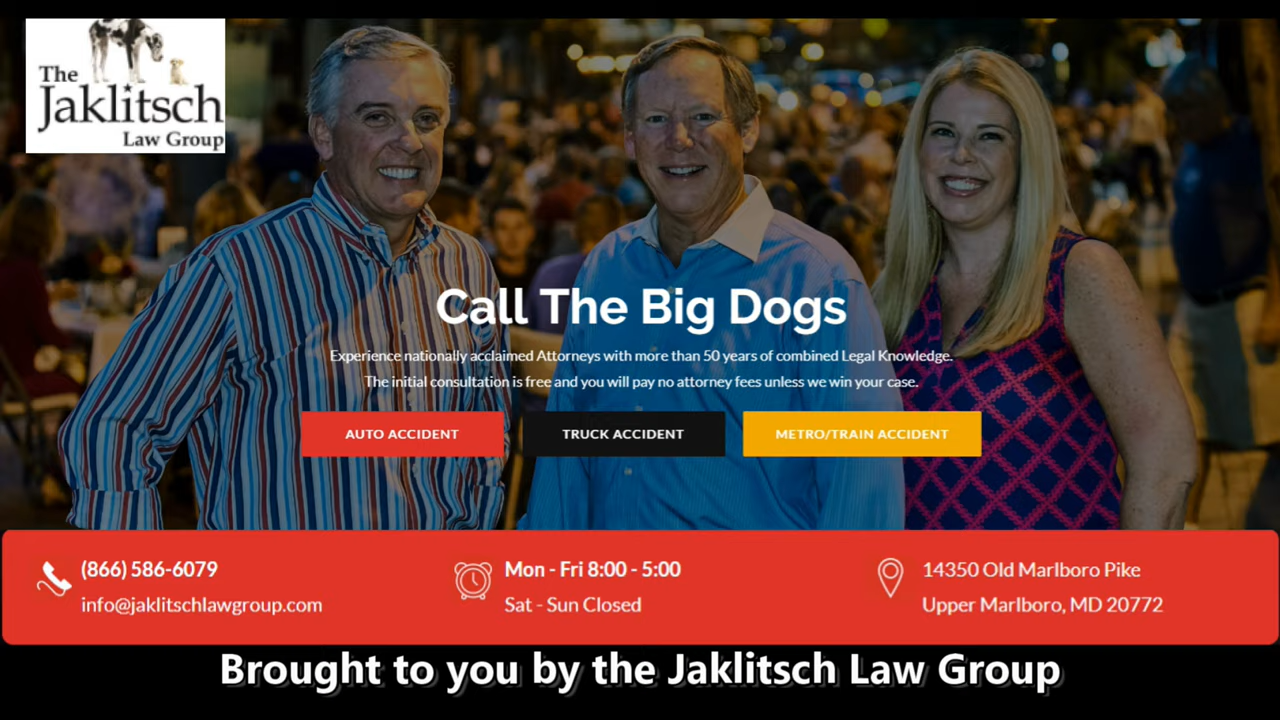 The
Jaklitsch
Law Group
Call The Big Dogs
Experience nationally acclaimed Attorneys with more than 50 years of combined Legal Knowledge.
The initial consultation is free and you will pay no attorney fees unless we win your case.
AUTO ACCIDENT
TRUCK ACCIDENT
METRO/TRAIN ACCIDENT
(866) 586-6079
info@jaklitschlawgroup.com
Mon - Fri 8:00 - 5:00
Sat - Sun Closed
14350 Old Marlboro Pike
Upper Marlboro, MD 20772
Brought to you by the Jaklitsch Law Group